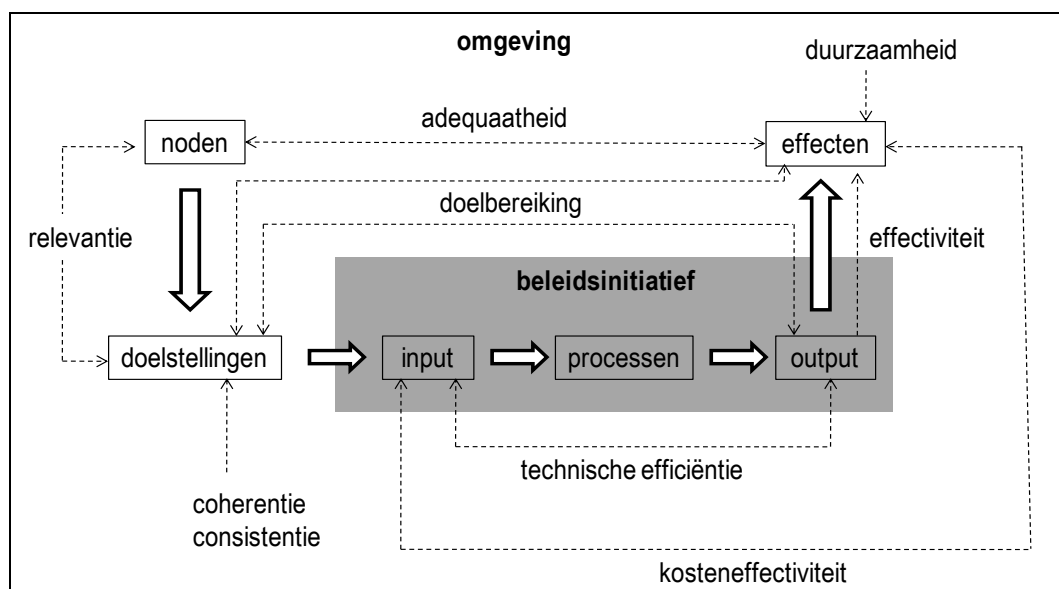 omgeving
duurzaamheid
adequaatheid
noden
effecten
doelbereiking
relevantie
effectiviteit
beleidsinitiatief
doelstellingen
input
processen
output
technische efficiëntie
coherentie
consistentie
kosteneffectiviteit